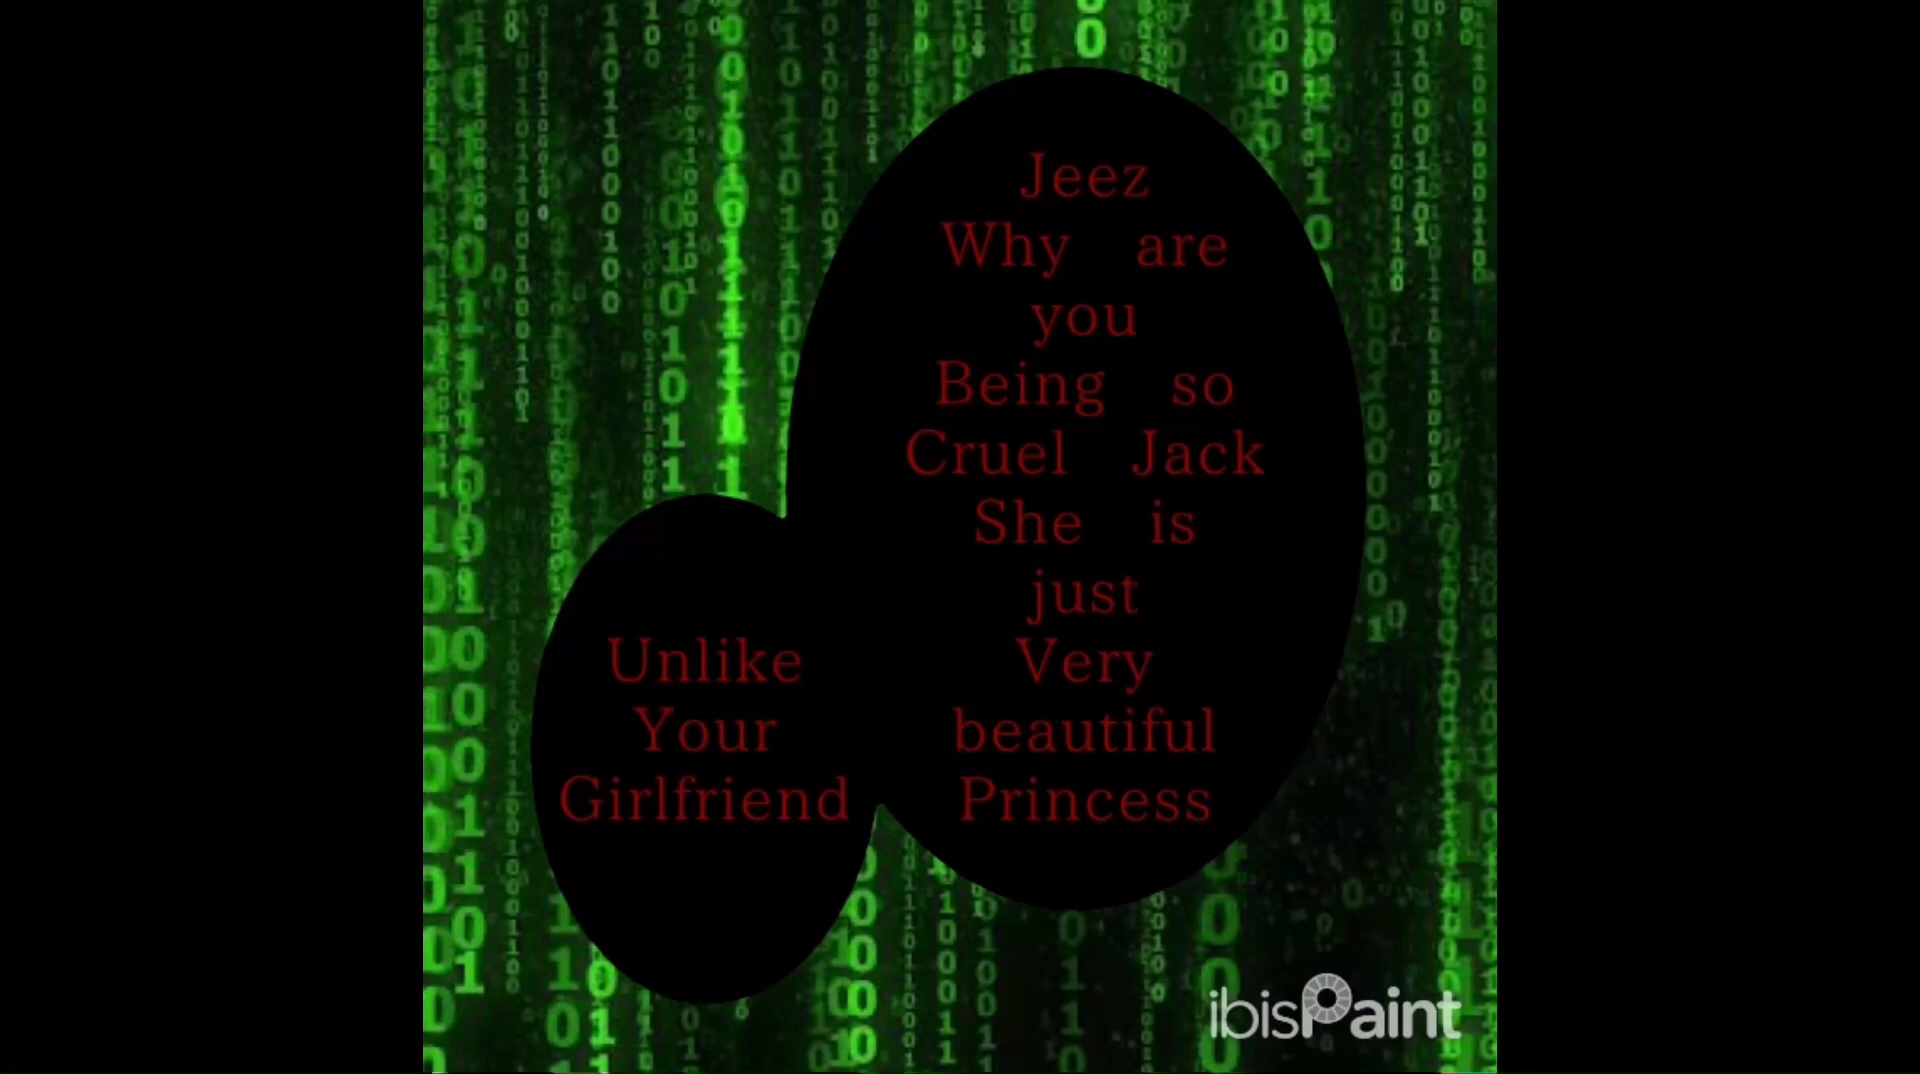 Jeez
Why are
you
Being so
Cruel Jack
She is
just
Very
beautiful
Princess
Unlike
Your
Girlfriend
ibisPaint